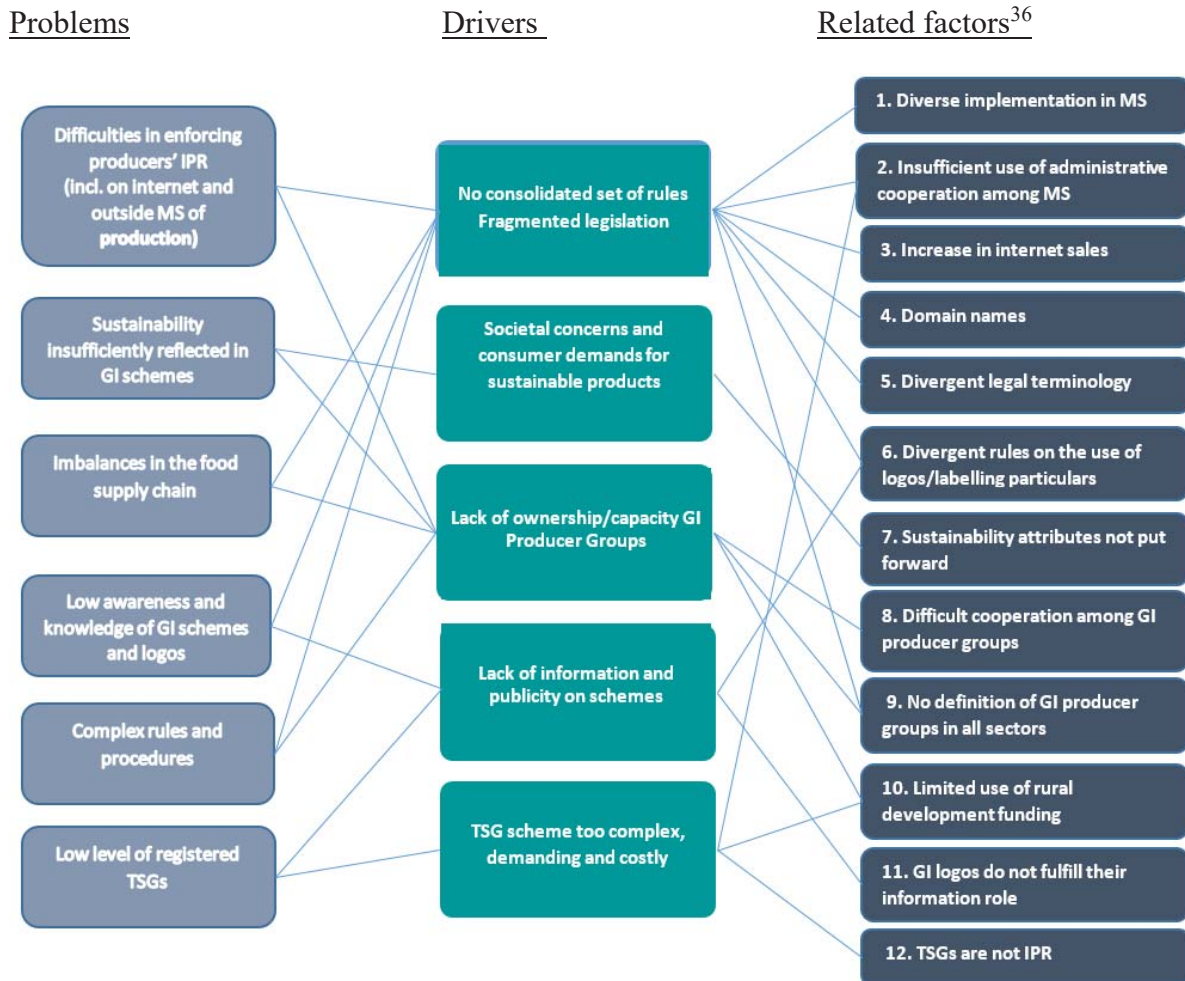 Problems
Drivers
Related factors36
Difficulties in enforcing
producers' IPR
(incl. on internet and
outside MS of
production)
Sustainability
insufficiently reflected in
GI schemes
Imbalances in the food
supply chain
Low awareness and
knowledge of GI schemes
and logos
Complex rules and
procedures
Low level of registered
TSGs
No consolidated set of rules
Fragmented legislation
Societal concerns and
consumer demands for
sustainable products
Lack of ownership/capacity GI
Producer Groups
Lack of information and
publicity on schemes
TSG scheme too complex,
demanding and costly
1. Diverse implementation in MS
2. Insufficient use of administrative
cooperation among MS
3. Increase in internet sales
4. Domain names
5. Divergent legal terminology
6. Divergent rules on the use of
logos/labelling particulars
7. Sustainability attributes not put
forward
8. Difficult cooperation among GI
producer groups
9. No definition of GI producer
groups in all sectors
10. Limited use of rural
development funding
11. GI logos do not fulfill their
information role
12. TSGs are not IPR